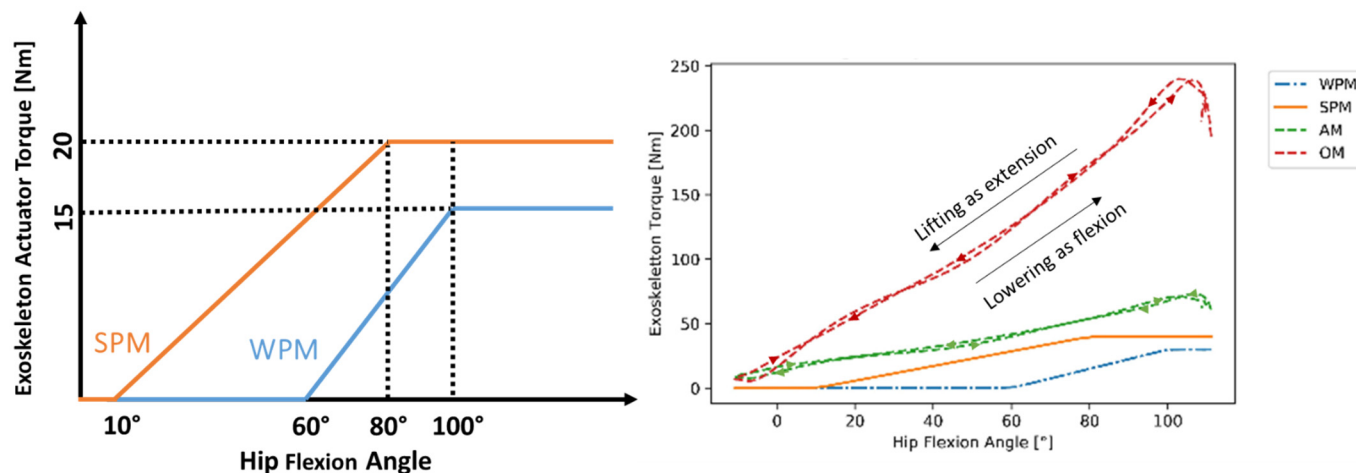 Exoskeleton Actuator Torque [Nm]
20
15
SPM
WPM
10°
60°
80°
100°
Hip Flexion Angle
Exoskeletton Torque [Nm]
250
200
150
100
50
0
0
20
40
60
80
100
Hip Flexion Angle [°]
Lifting as extension
Lowering as flexion
WPM
SPM
AM
OM